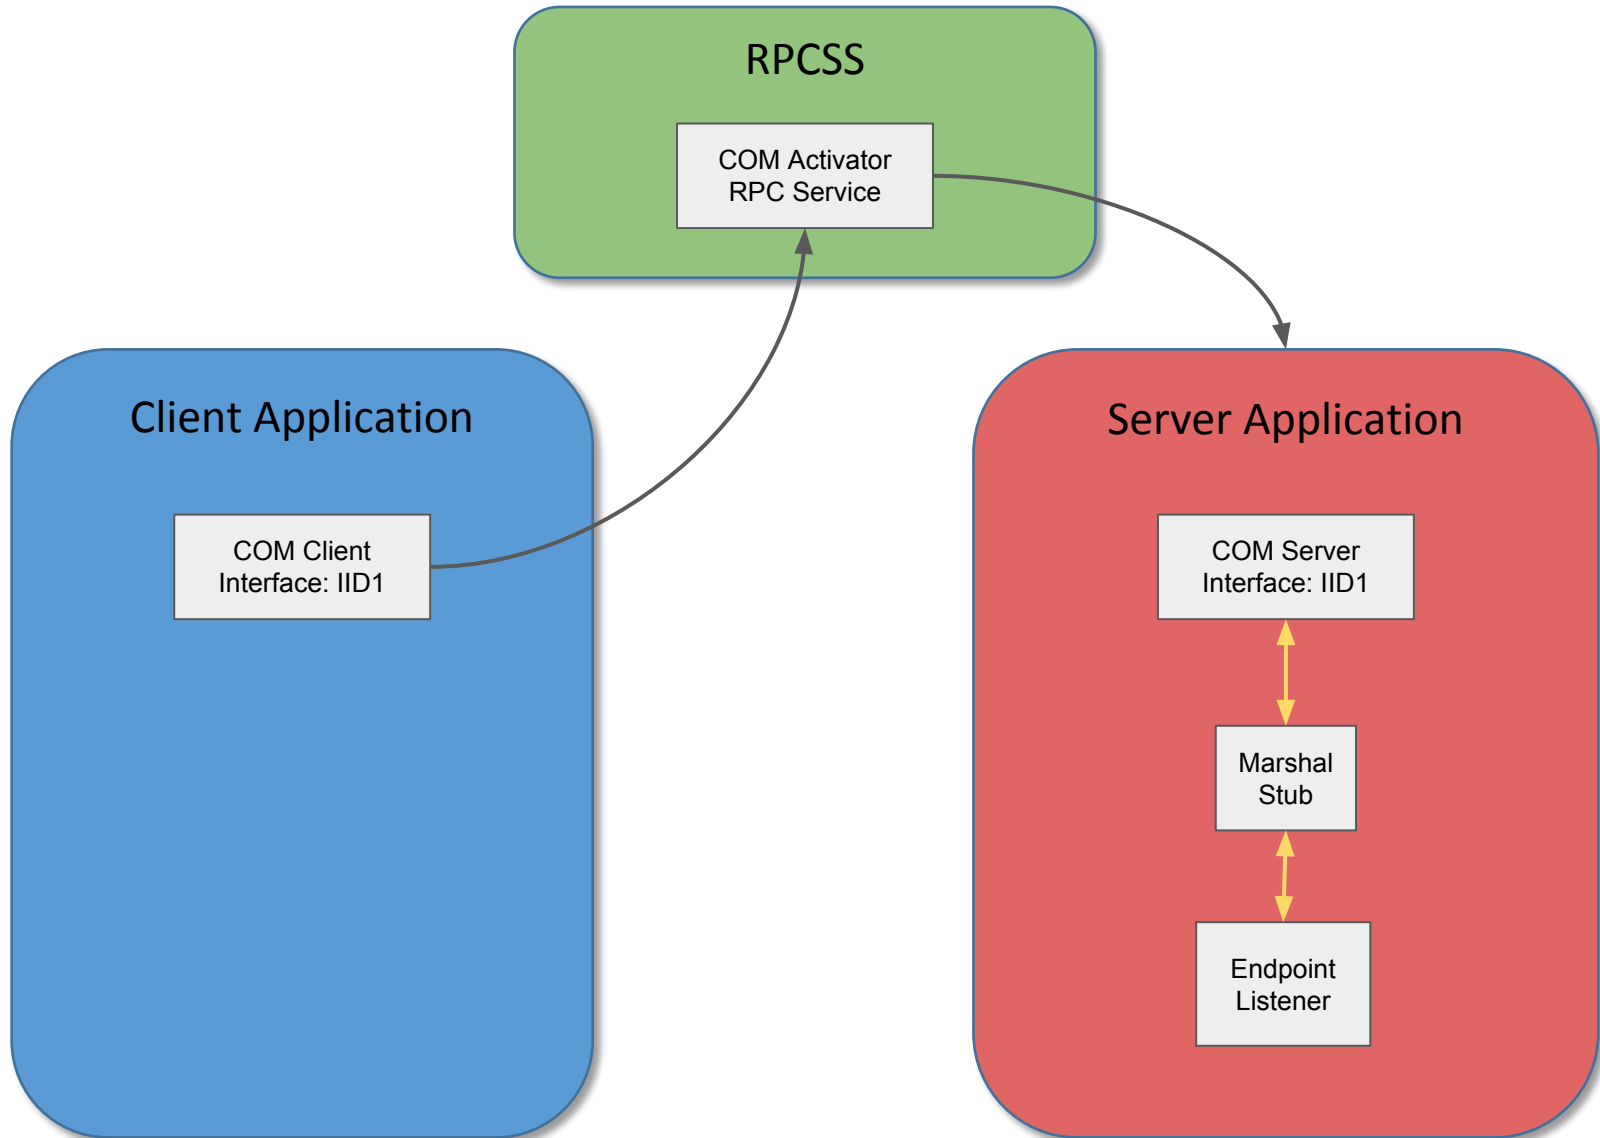 RPCSS
COM Activator
RPC Service
Client Application
COM Client
Interface: IID1
Server Application
COM Server
Interface: IID1
Marshal
Stub
Endpoint
Listener